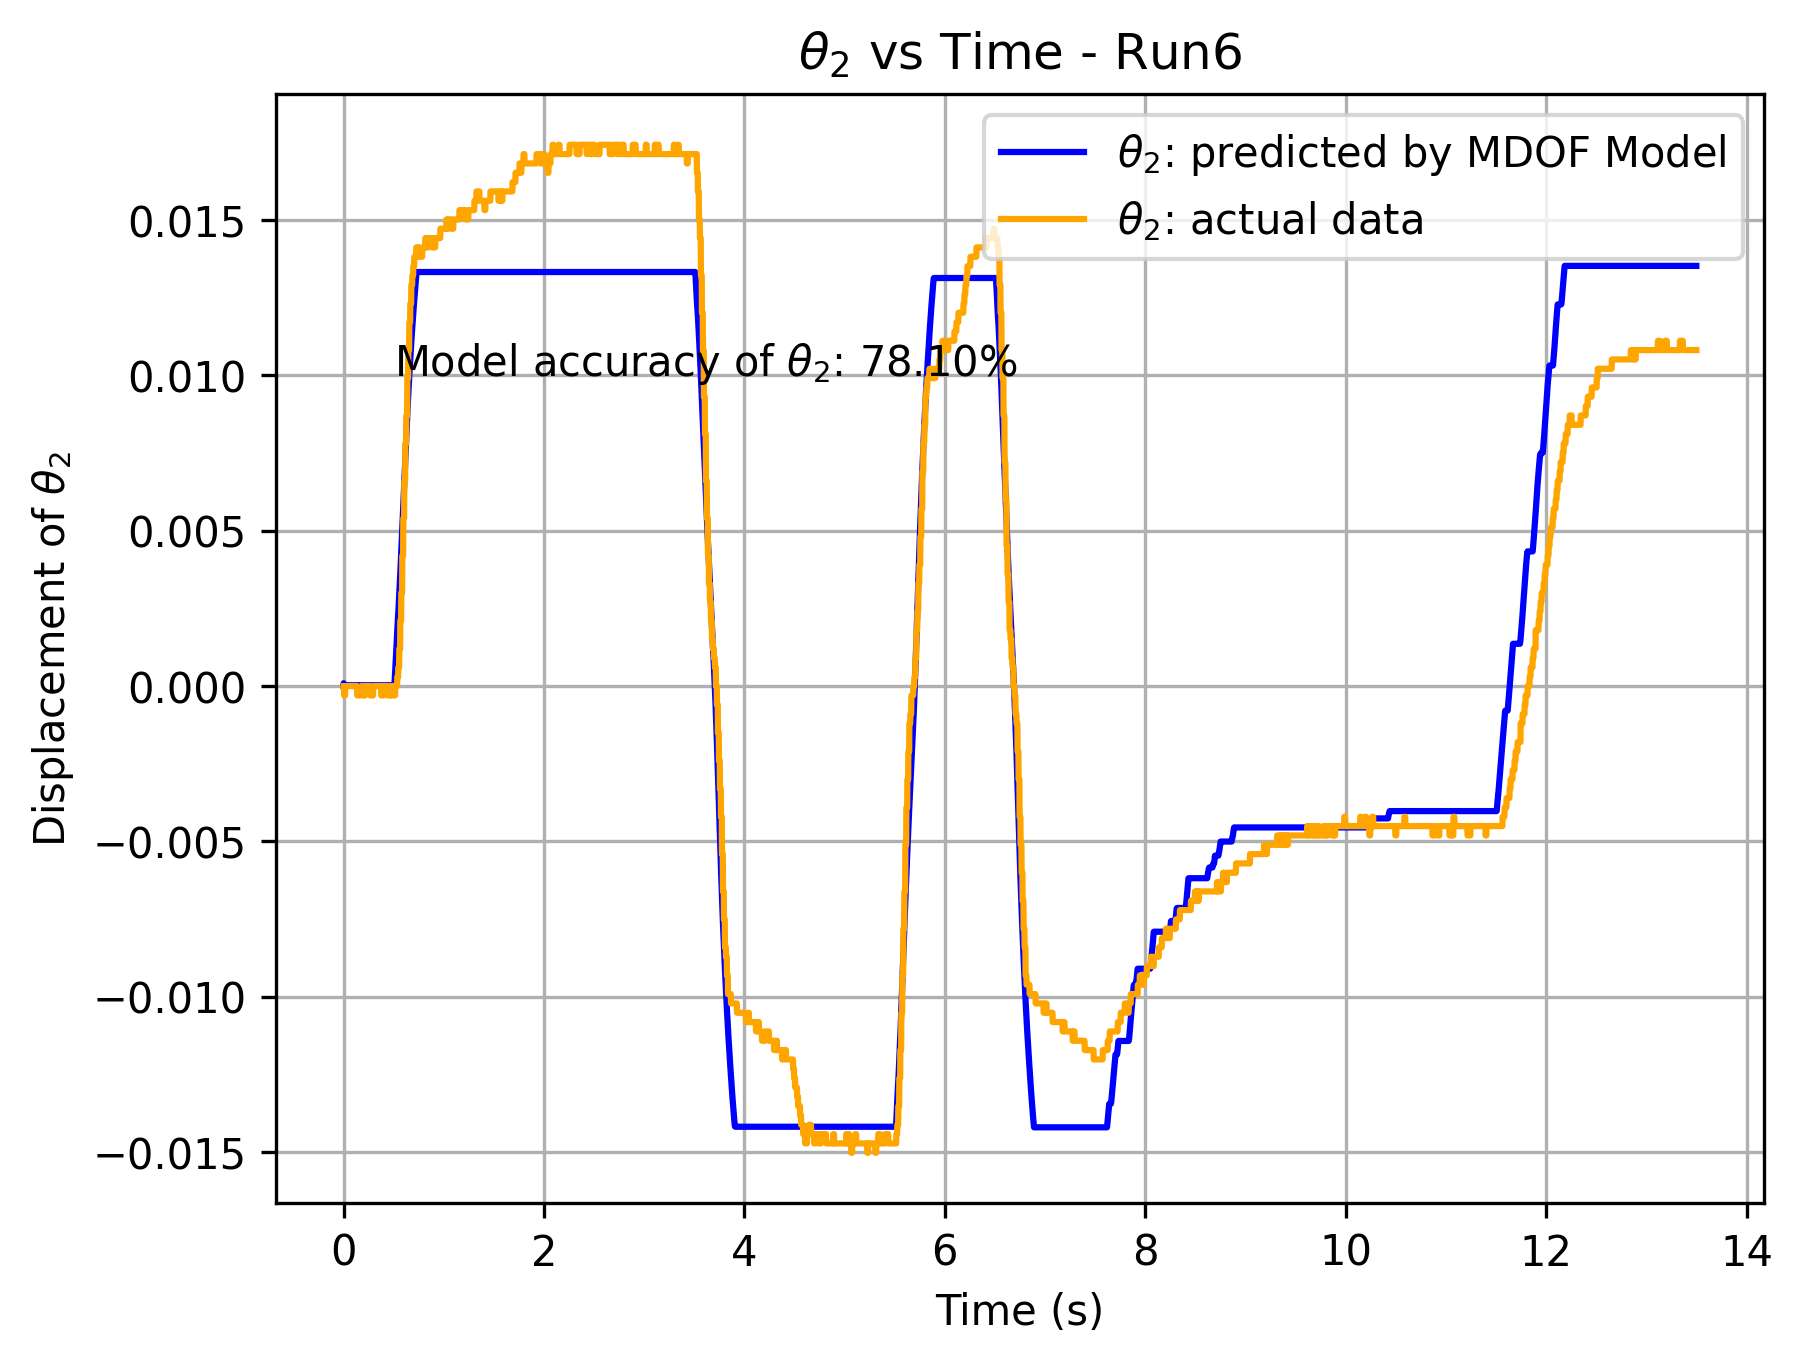 θ₂ vs Time - Run6
θ₂: predicted by MDOF Model
θ₂: actual data
Model accuracy of θ₂: 78.10%
Displacement of θ₂
0.015
0.010
0.005
0.000
−0.005
−0.010
−0.015
0 2 4 6 8 10 12 14
Time (s)